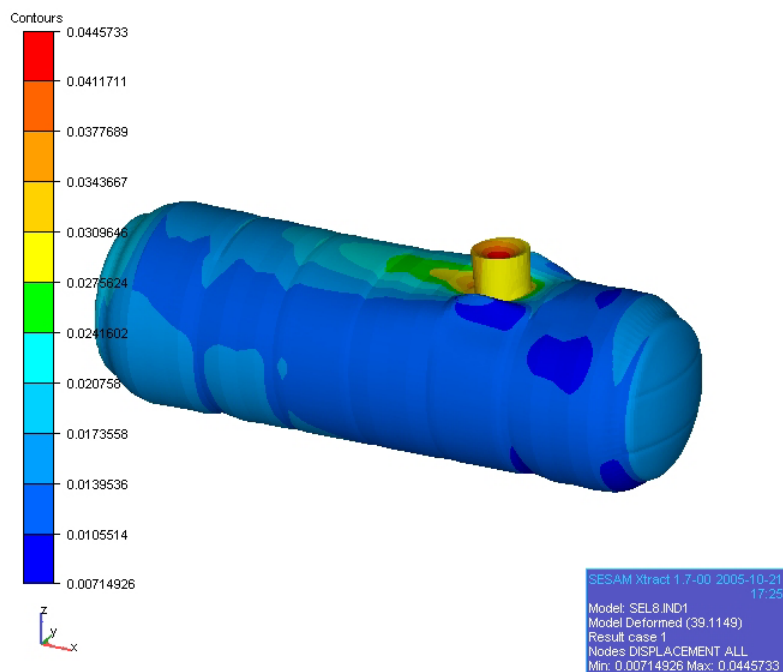 Contours
0.0445733
0.0411711
0.0377689
0.0343667
0.0309645
0.0275624
0.0241602
0.020758
0.0173558
0.0139536
0.0105514
0.00714926
z
y
x
SESAM Xtract 1.7-00 2005-10-21
17:25
Model: SEL8.IND1
Model Deformed (39.1149)
Result case 1
Nodes DISPLACEMENT ALL
Min: 0.00714926 Max: 0.0445733